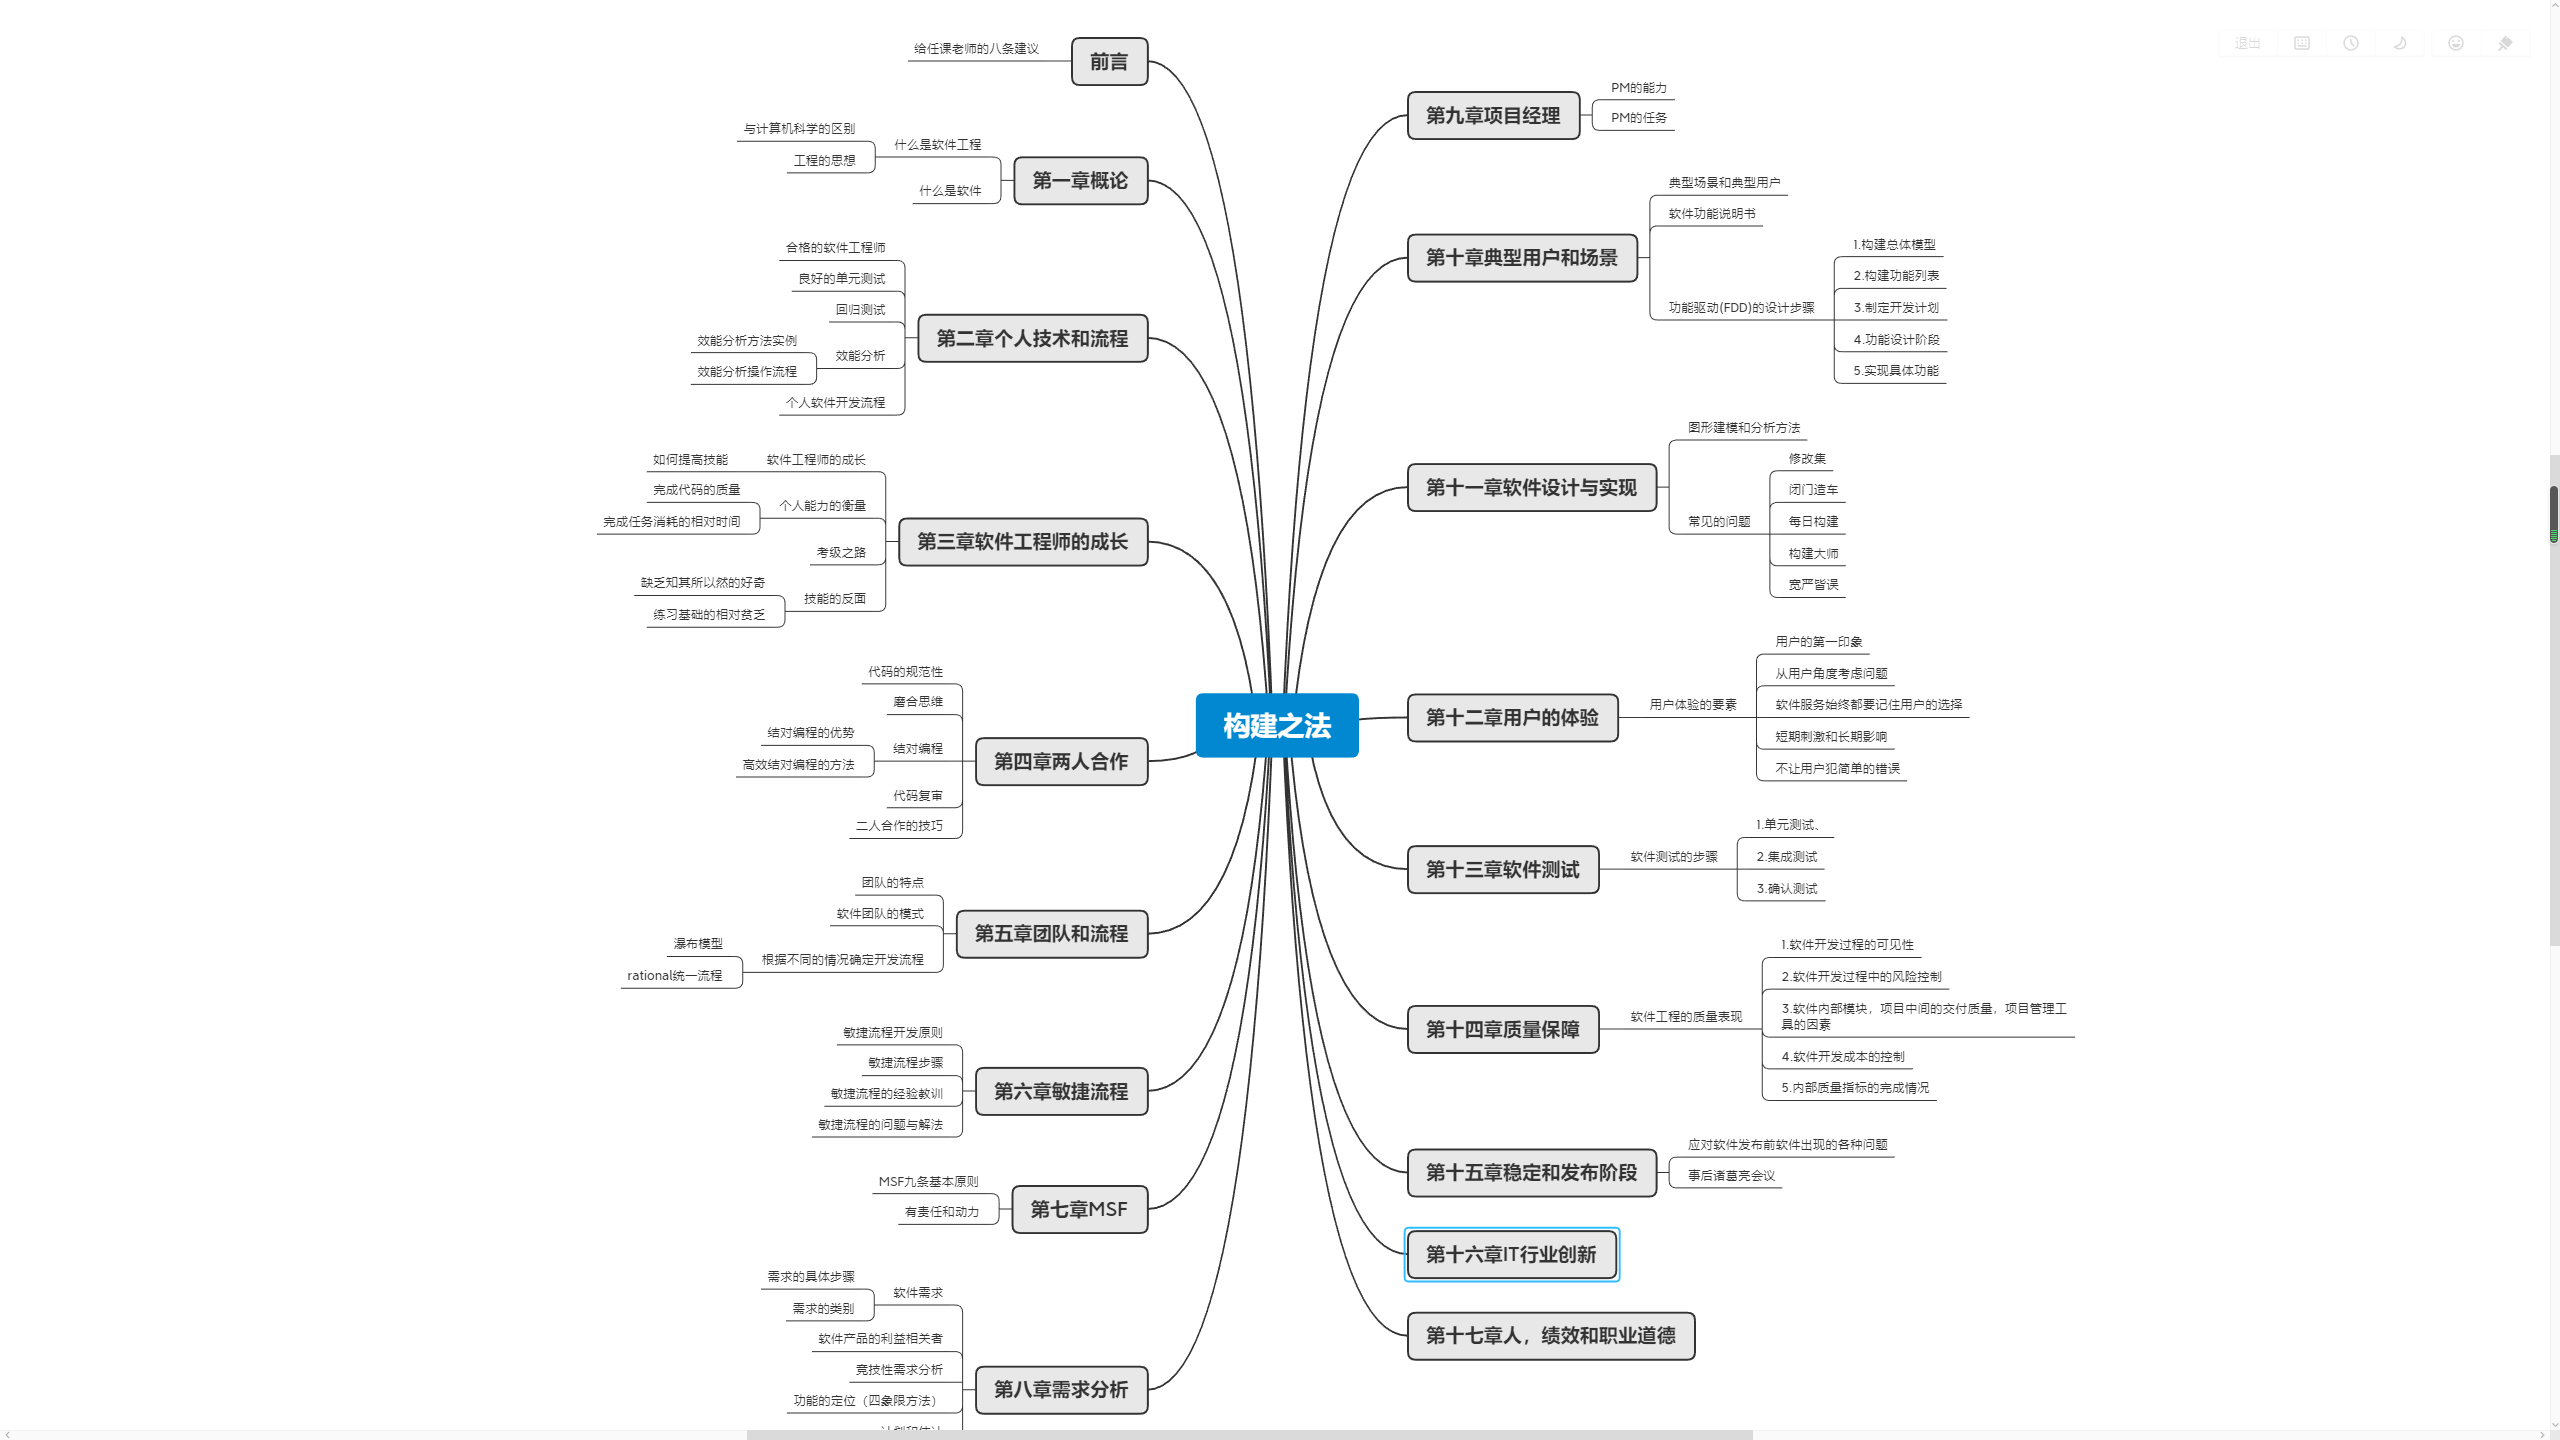 退出
构建之法
前言
给任课老师的八条建议
第一章概论
什么是软件工程
与计算机科学的区别
工程的思想
什么是软件
第二章个人技术和流程
合格的软件工程师
良好的单元测试
回归测试
效能分析
效能分析方法实例
效能分析操作流程
个人软件开发流程
第三章软件工程师的成长
软件工程师的成长
如何提高技能
个人能力的衡量
完成代码的质量
完成任务消耗的相对时间
考级之路
技能的反面
缺乏知其所以然的好奇
练习基础的相对贫乏
第四章两人合作
代码的规范性
磨合思维
结对编程
结对编程的优势
高效结对编程的方法
代码复审
二人合作的技巧
第五章团队和流程
团队的特点
软件团队的模式
根据不同的情况确定开发流程
瀑布模型
rational统一流程
第六章敏捷流程
敏捷流程开发原则
敏捷流程步骤
敏捷流程的经验教训
敏捷流程的问题与解法
第七章MSF
MSF九条基本原则
有责任和动力
第八章需求分析
软件需求
需求的具体步骤
需求的类别
软件产品的利益相关者
竞技性需求分析
功能的定位（四象限方法）
第九章项目经理
PM的能力
PM的任务
第十章典型用户和场景
典型场景和典型用户
软件功能说明书
功能驱动(FDD)的设计步骤
1.构建总体模型
2.构建功能列表
3.制定开发计划
4.功能设计阶段
5.实现具体功能
第十一章软件设计与实现
图形建模和分析方法
常见的问题
修改集
闭门造车
每日构建
构建大师
宽严皆误
第十二章用户的体验
用户体验的要素
用户的第一印象
从用户角度考虑问题
软件服务始终都要记住用户的选择
短期刺激和长期影响
不让用户犯简单的错误
第十三章软件测试
软件测试的步骤
1.单元测试、
2.集成测试
3.确认测试
第十四章质量保障
软件工程的质量表现
1.软件开发过程的可见性
2.软件开发过程中的风险控制
3.软件内部模块，项目中间的交付质量，项目管理工
具的因素
4.软件开发成本的控制
5.内部质量指标的完成情况
第十五章稳定和发布阶段
应对软件发布前软件出现的各种问题
事后诸葛亮会议
第十六章IT行业创新
第十七章人，绩效和职业道德